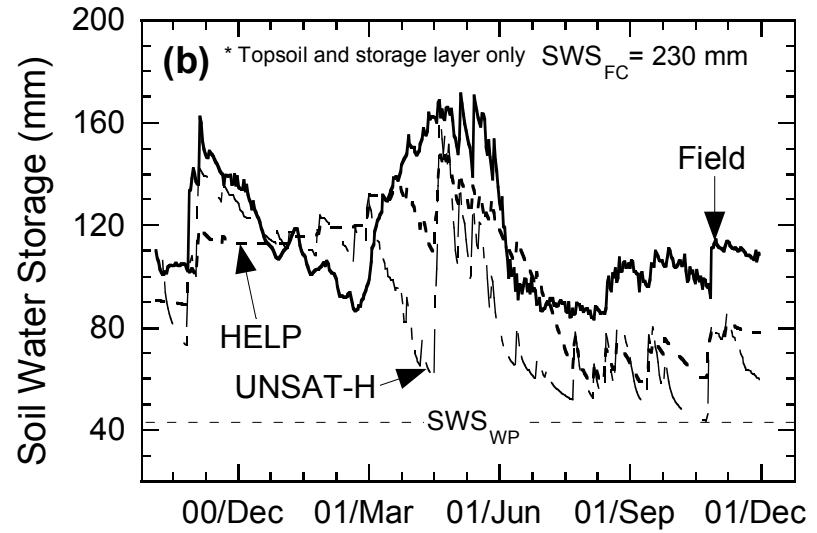 200
(b) * Topsoil and storage layer only SWS_FC = 230 mm
160
Field
120
80
HELP
UNSAT-H
SWS_WP
40
Soil Water Storage (mm)
00/Dec 01/Mar 01/Jun 01/Sep 01/Dec